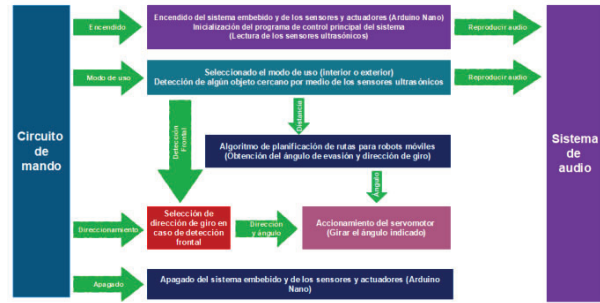 Encendido
Encendido del sistema embebido y de los sensores y actuadores (Arduino Nano)
Inicialización del programa de control principal del sistema
(Lectura de los sensores ultrasónicos)
Reproducir audio
Modo de uso
Seleccionado el modo de uso (interior o exterior)
Detección de algún objeto cercano por medio de los sensores ultrasónicos
Reproducir audio
Circuito
de
mando
Sistema
de
audio
Detección
Frontal
Distancia
Algoritmo de planificación de rutas para robots móviles
(Obtención del ángulo de evasión y dirección de giro)
Ángulo
Direccionamiento
Selección de
dirección de giro en
caso de detección
frontal
Dirección
y ángulo
Accionamiento del servomotor
(Girar el ángulo indicado)
Apagado
Apagado del sistema embebido y de los sensores y actuadores (Arduino
Nano)